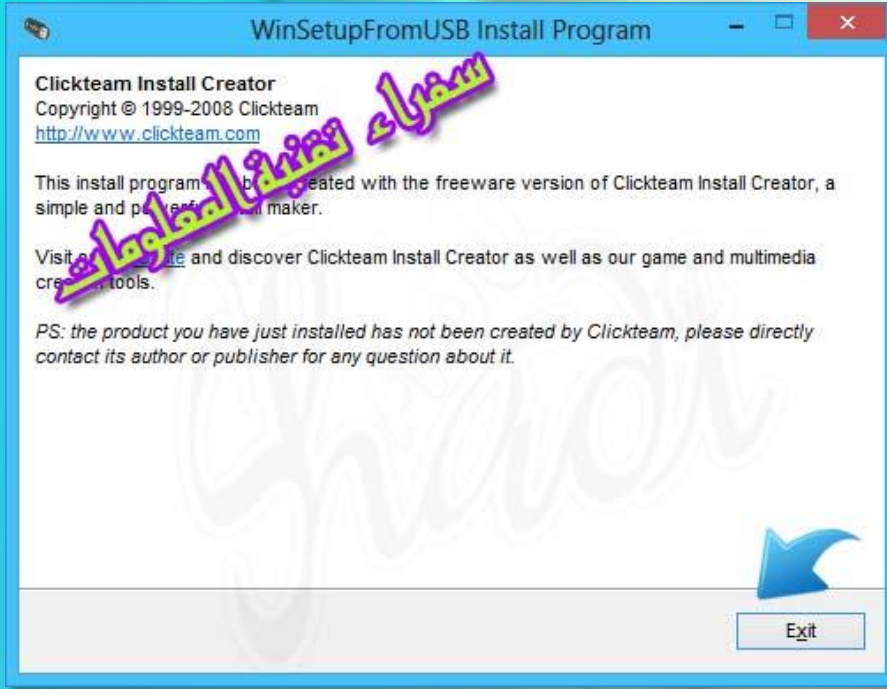 WinSetupFromUSB Install Program
Clickteam Install Creator
Copyright © 1999-2008 Clickteam
http://www.clickteam.com
سفراء تقنية المعلومات
This install program created with the freeware version of Clickteam Install Creator, a
simple and maker.
Visit and discover Clickteam Install Creator as well as our game and multimedia
tools.
PS: the product you have just installed has not been created by Clickteam, please directly
contact its author or publisher for any question about it.
Shadi
Exit